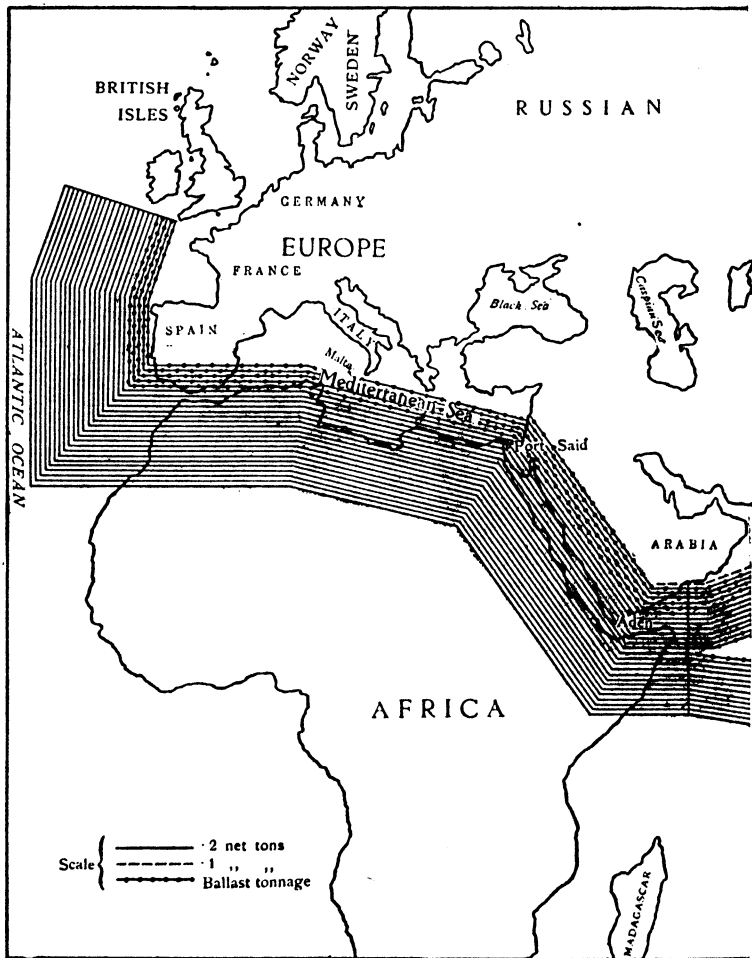 NORWAY
SWEDEN
BRITISH
ISLES
RUSSIAN
GERMANY
EUROPE
FRANCE
SPAIN
ITALY
Black Sea
Caspian Sea
Malta
Mediterranean Sea
Port Said
ATLANTIC OCEAN
ARABIA
Aden
AFRICA
Scale
·2 net tons
·1 ,, ,,
Ballast tonnage
MADAGASCAR